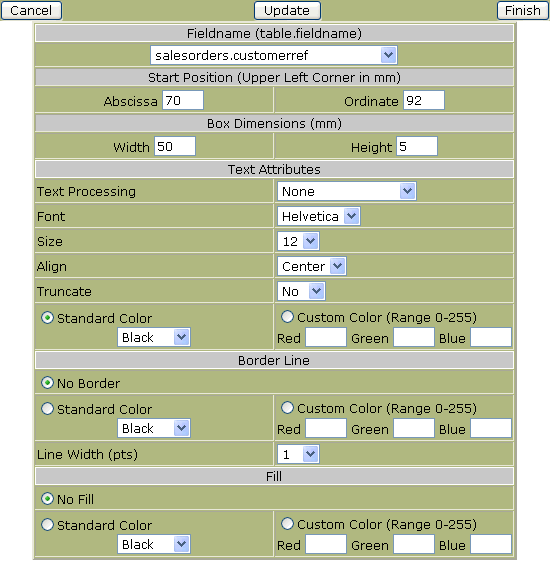 Cancel Update Finish
Fieldname (table.fieldname)
salesorders.customerref
Start Position (Upper Left Corner in mm)
Abscissa 70 Ordinate 92
Box Dimensions (mm)
Width 50 Height 5
Text Attributes
Text Processing None
Font Helvetica
Size 12
Align Center
Truncate No
Standard Color Custom Color (Range 0-255)
Black Red Green Blue
Border Line
No Border
Standard Color Custom Color (Range 0-255)
Black Red Green Blue
Line Width (pts) 1
Fill
No Fill
Standard Color Custom Color (Range 0-255)
Black Red Green Blue